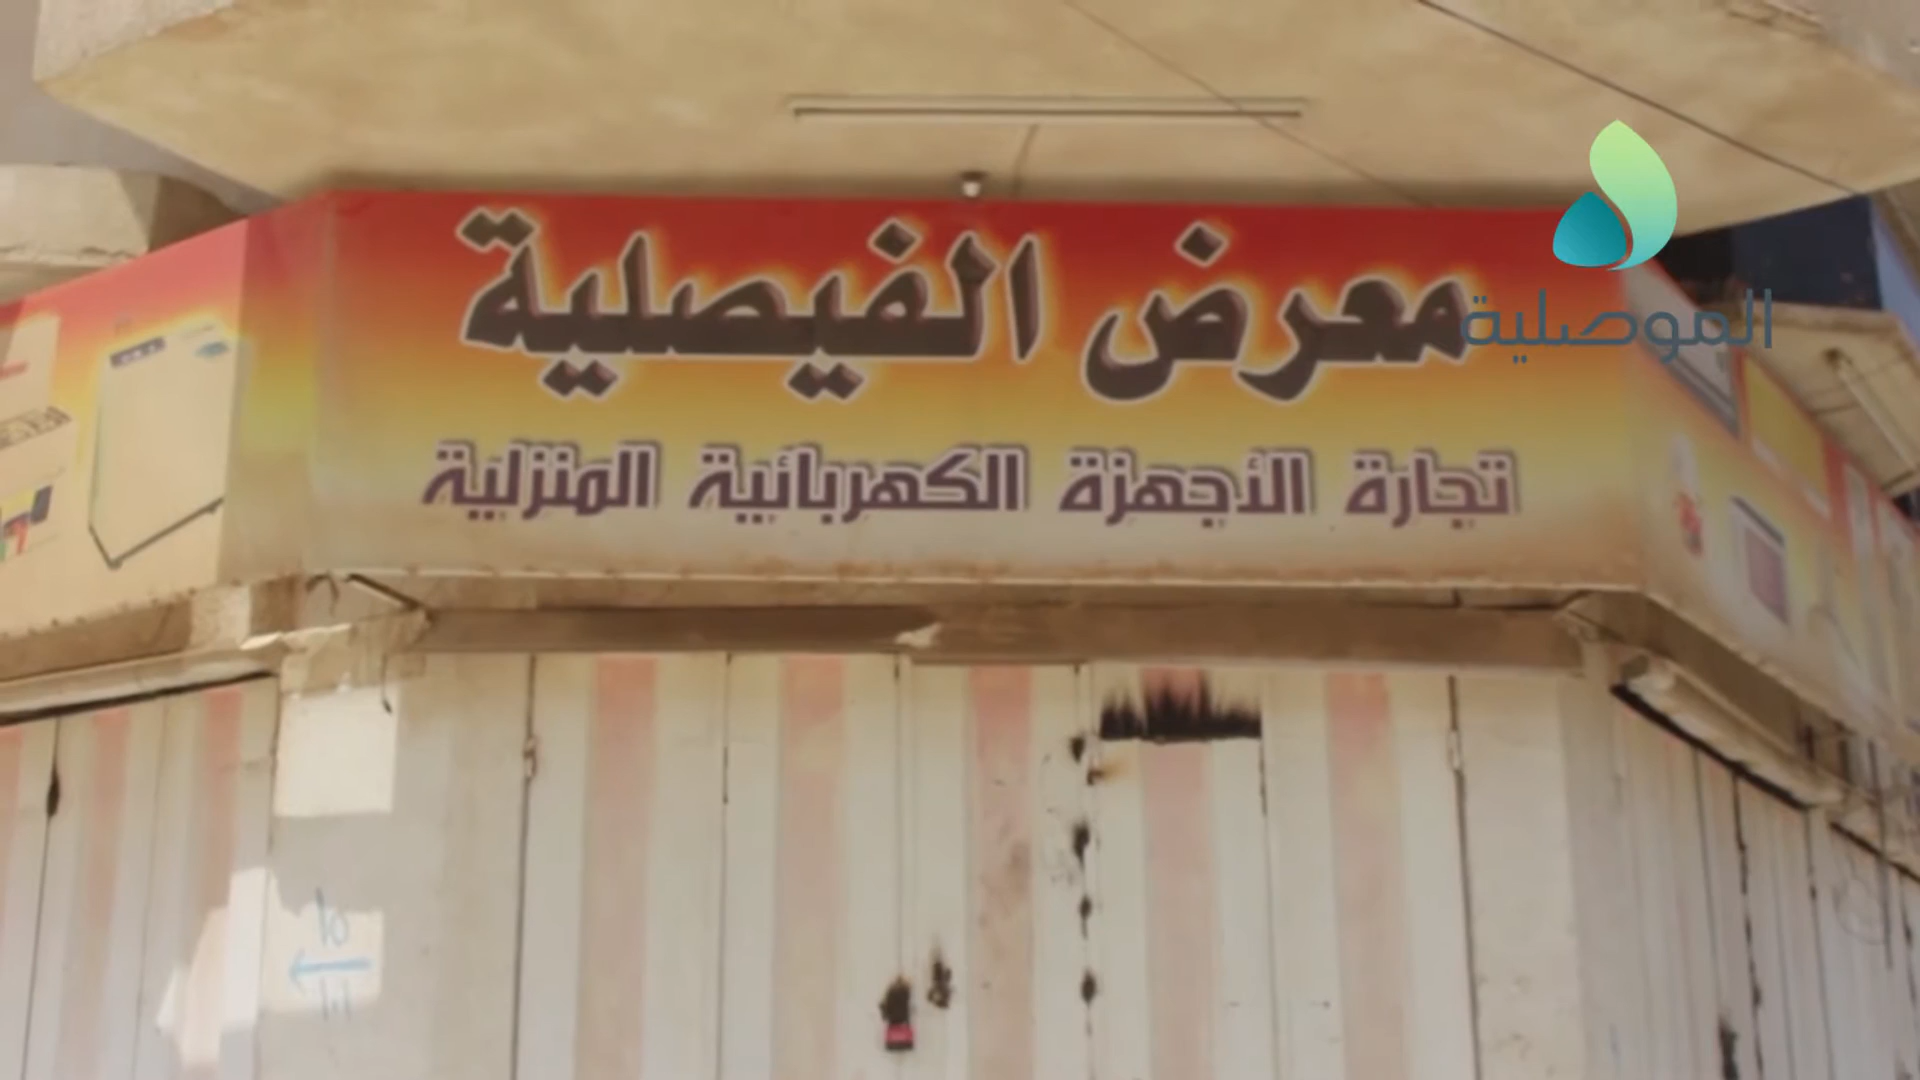 معرض الفيصلية
الموصلية
تجارة الأجهزة الكهربائية المنزلية